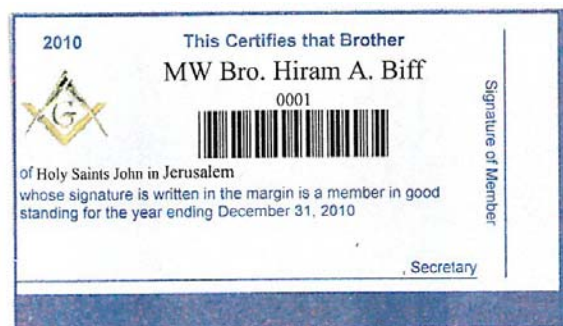 2010
This Certifies that Brother
MW Bro. Hiram A. Biff
0001
G
of Holy Saints John in Jerusalem
whose signature is written in the margin is a member in good
standing for the year ending December 31, 2010
, Secretary
Signature of Member